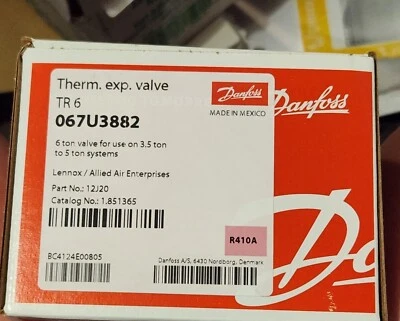 Therm. exp. valve
TR 6
067U3882
Danfoss
MADE IN MEXICO
Danfoss
6 ton valve for use on 3.5 ton
to 5 ton systems
Lennox / Allied Air Enterprises
Part No.: 12J20
Catalog No.: 1.851365
R410A
BC4124E00805
Danfoss A/S, 6430 Nordborg, Denmark
Danfoss